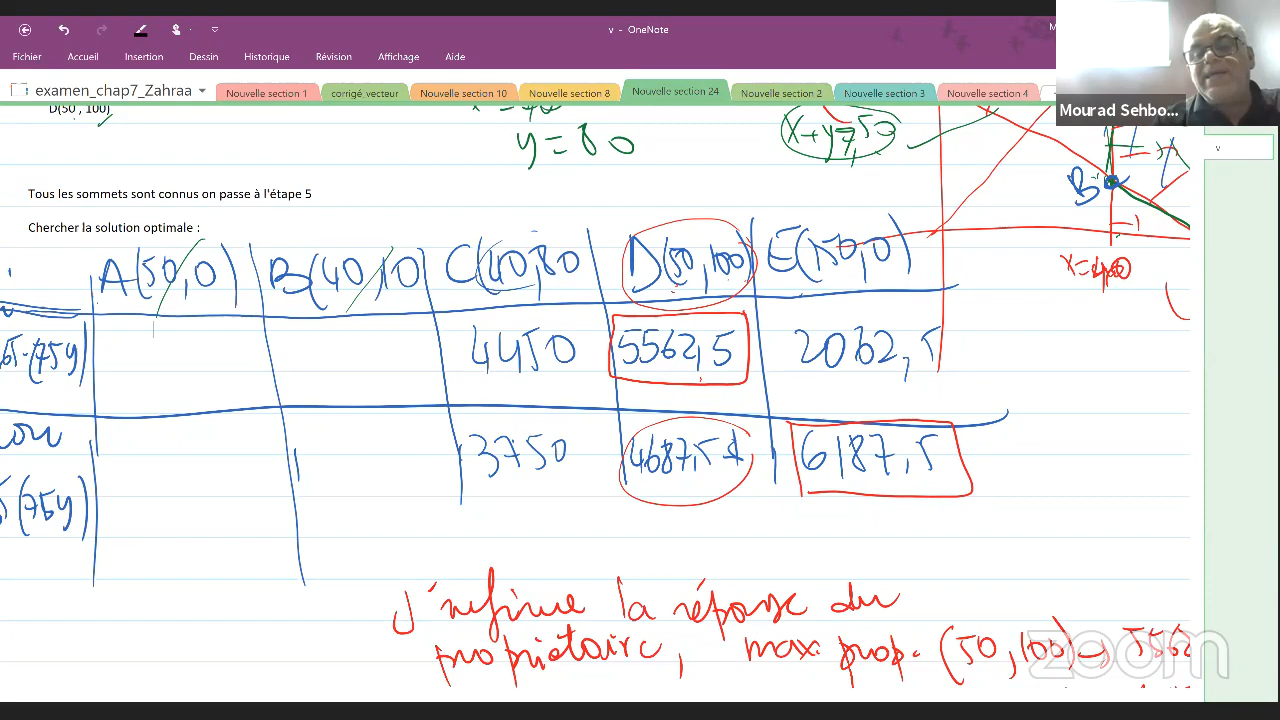 v - OneNote
Fichier Accueil Insertion Dessin Historique Révision Affichage Aide
examen_chap7_Zahraa Nouvelle section 1 corrigé_vecteur Nouvelle section 10 Nouvelle section 8 Nouvelle section 24 Nouvelle section 2 Nouvelle section 3 Nouvelle section 4
Mourad Sehbo...
D(50 , 100)
y = 80
x+y⩾50
v
B
Tous les sommets sont connus on passe à l'étape 5
Chercher la solution optimale :
A(50,0) B(40,10) C(40,80 D(50,100) E(150,0)
4450 5562,5 2062,5
3750 4687,5 6187,5
J'infirme la réponse du
propriétaire, max. prop. (50,100) → 5562
zoom